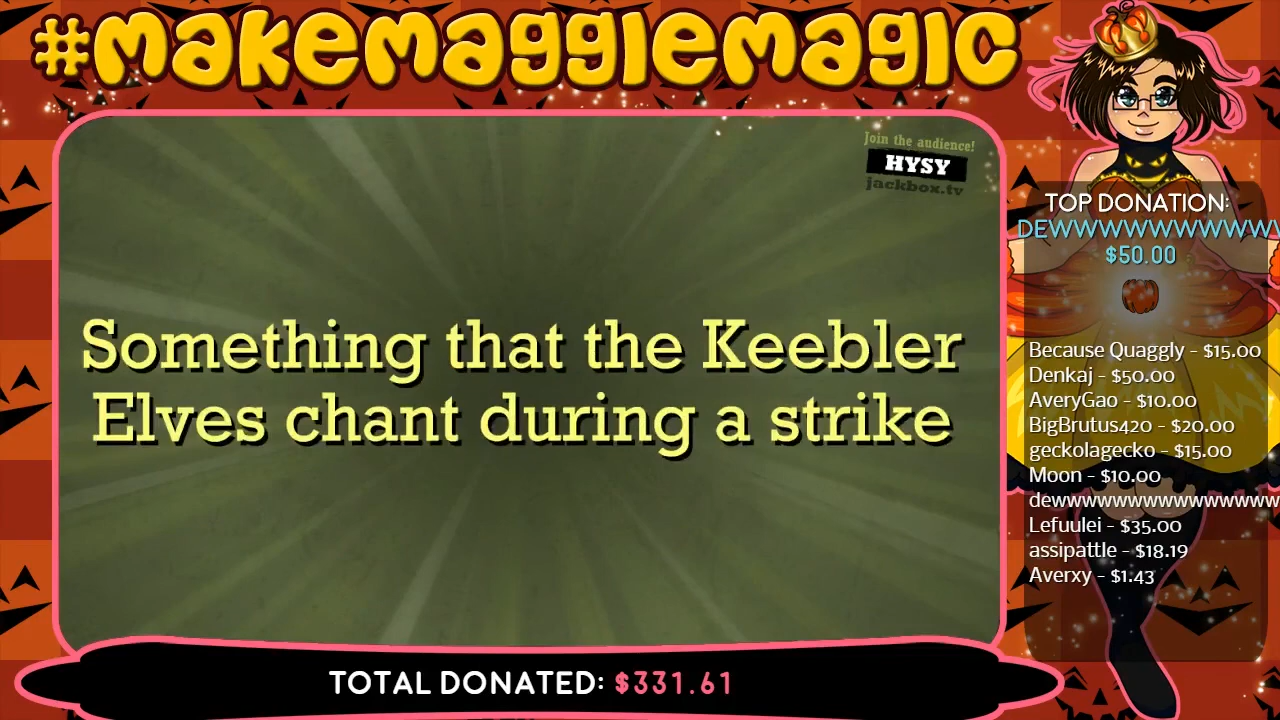 #makemaggiemagic
Join the audience!
HYSY
jackbox.tv
Something that the Keebler
Elves chant during a strike
TOP DONATION:
DEWWWWWWWWWW
$50.00
Because Quaggly - $15.00
Denkaj - $50.00
AveryGao - $10.00
BigBrutus420 - $20.00
geckolagecko - $15.00
Moon - $10.00
dewwwwwwwwwwwwww
Lefuulei - $35.00
assipattle - $18.19
Averxy - $1.43
TOTAL DONATED: $331.61